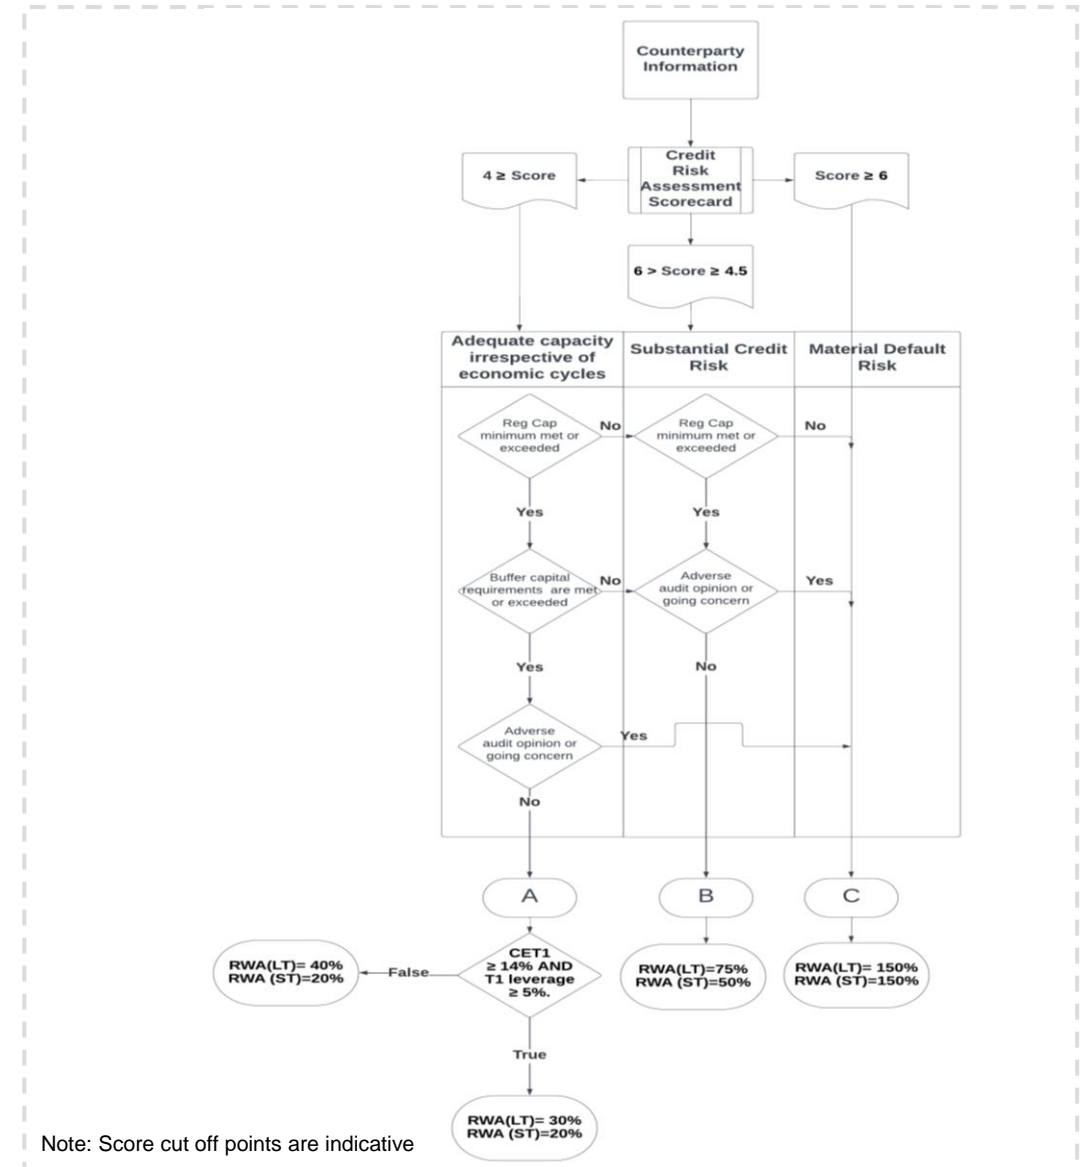 Counterparty
Information
Credit
Risk
Assessment
Scorecard
4 ≥ Score
Score ≥ 6
6 > Score ≥ 4.5
Adequate capacity
irrespective of
economic cycles
Substantial Credit
Risk
Material Default
Risk
Reg Cap
minimum met or
exceeded
No
Reg Cap
minimum met or
exceeded
No
Yes
Yes
Buffer capital
requirements are met
or exceeded
No
Adverse
audit opinion or
going concern
Yes
Yes
No
Adverse
audit opinion or
going concern
Yes
No
A
B
C
CET1
≥ 14% AND
T1 leverage
≥ 5%.
False
RWA(LT)= 40%
RWA (ST)=20%
RWA(LT)=75%
RWA (ST)=50%
RWA(LT)= 150%
RWA (ST)=150%
True
RWA(LT)= 30%
RWA (ST)=20%
Note: Score cut off points are indicative